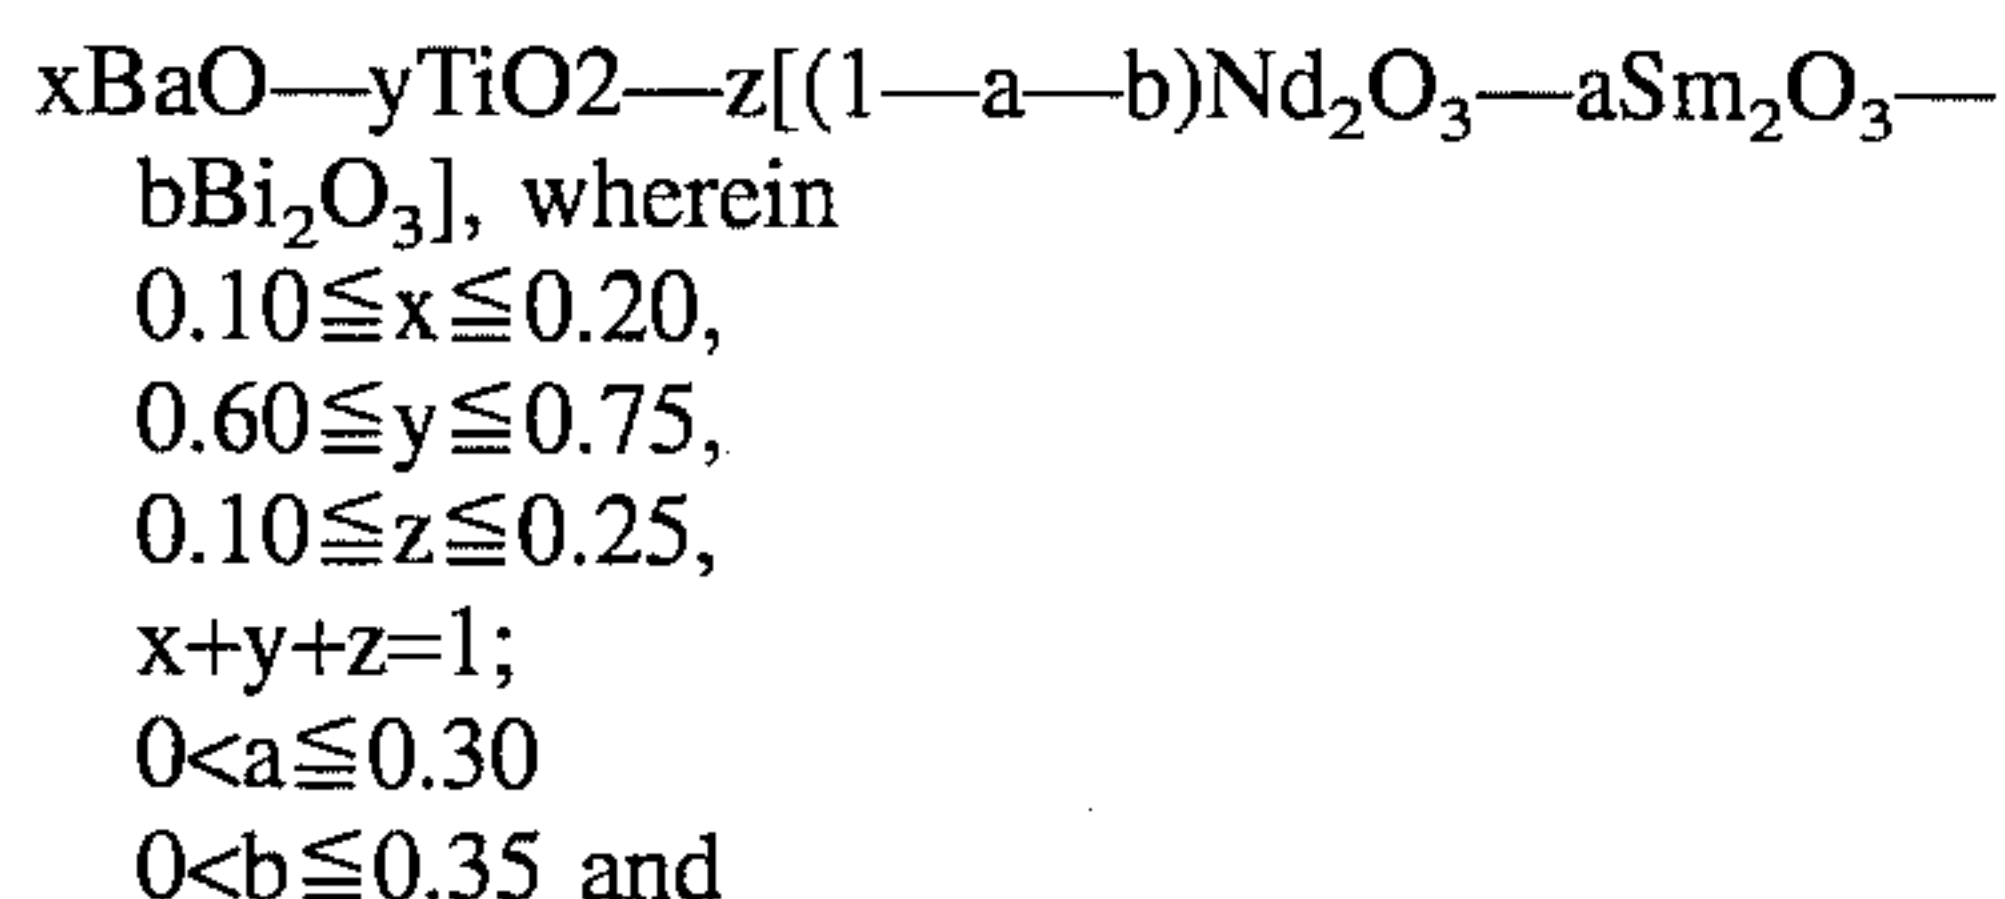 xBaO—yTiO2—z[(1—a—b)Nd₂O₃—aSm₂O₃—
bBi₂O₃], wherein
0.10≦x≦0.20,
0.60≦y≦0.75,
0.10≦z≦0.25,
x+y+z=1;
0<a≦0.30
0<b≦0.35 and